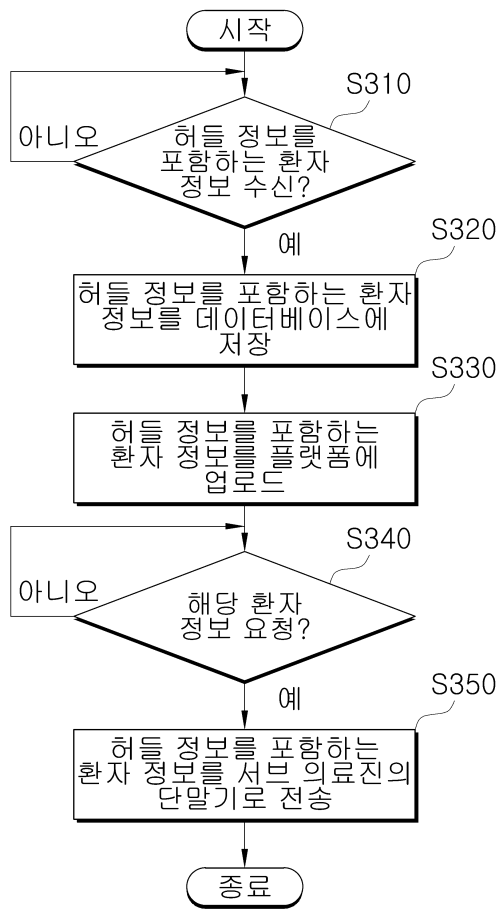 시작
S310
아니오
허들 정보를
포함하는 환자
정보 수신?
예
S320
허들 정보를 포함하는 환자
정보를 데이터베이스에
저장
S330
허들 정보를 포함하는
환자 정보를 플랫폼에
업로드
S340
아니오
해당 환자
정보 요청?
예
S350
허들 정보를 포함하는
환자 정보를 서브 의료진의
단말기로 전송
종료